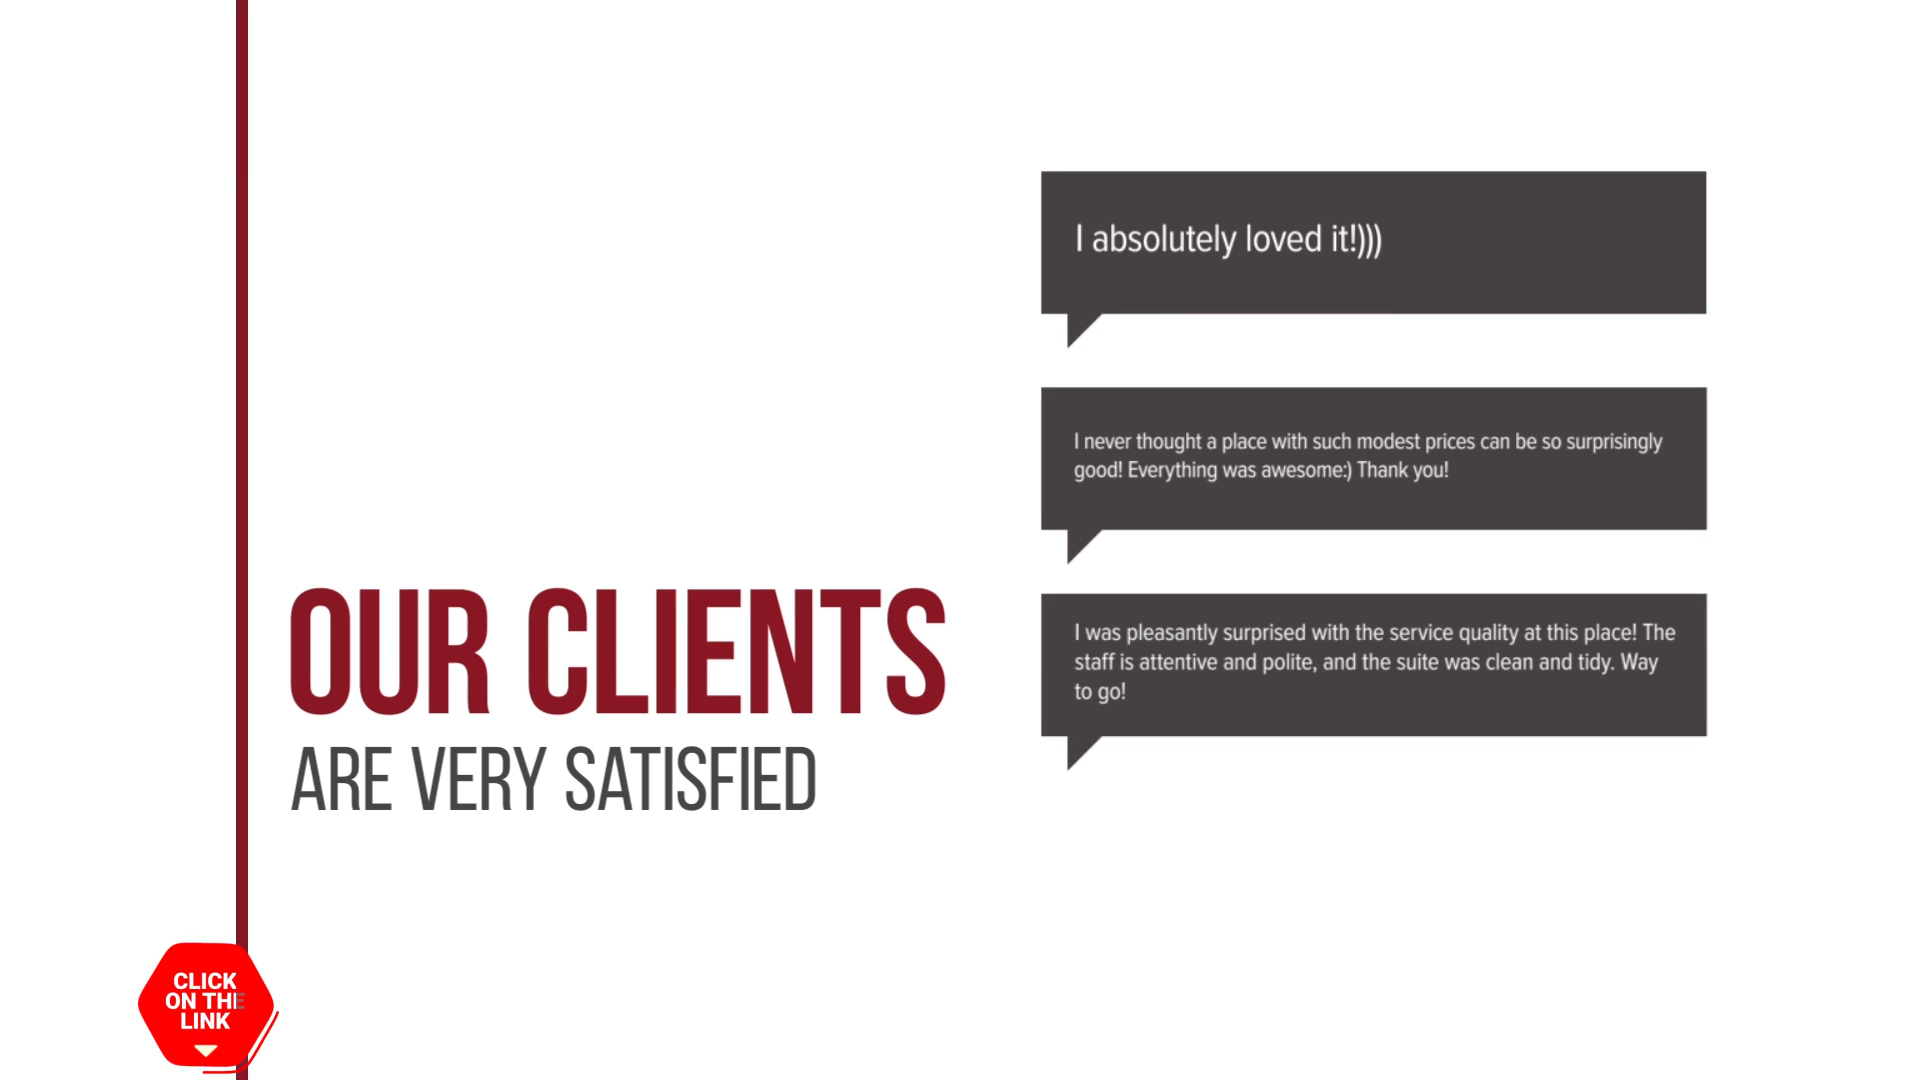 OUR CLIENTS
ARE VERY SATISFIED
I absolutely loved it!)))
I never thought a place with such modest prices can be so surprisingly
good! Everything was awesome:) Thank you!
I was pleasantly surprised with the service quality at this place! The
staff is attentive and polite, and the suite was clean and tidy. Way
to go!
CLICK
ON THE
LINK